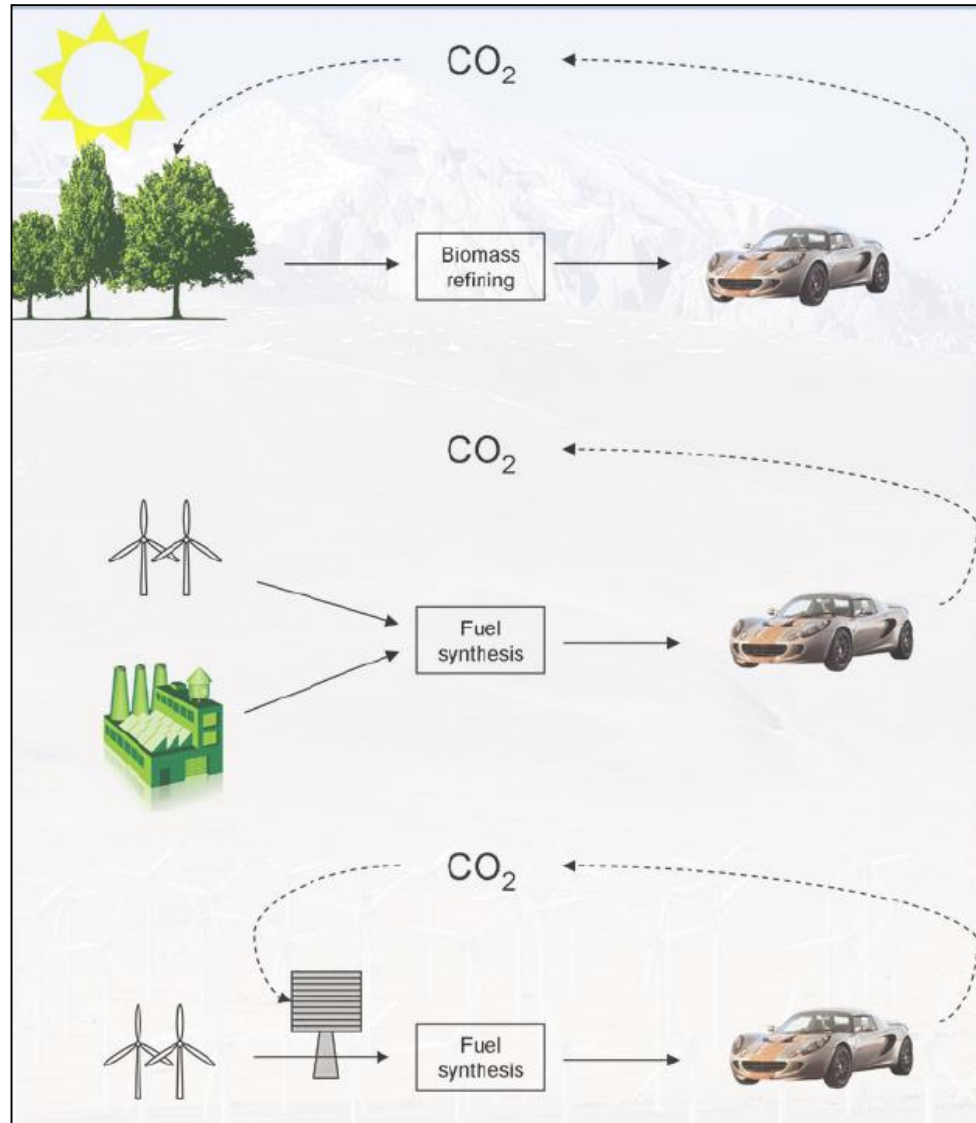 CO₂
Biomass
refining
CO₂
Fuel
synthesis
CO₂
Fuel
synthesis